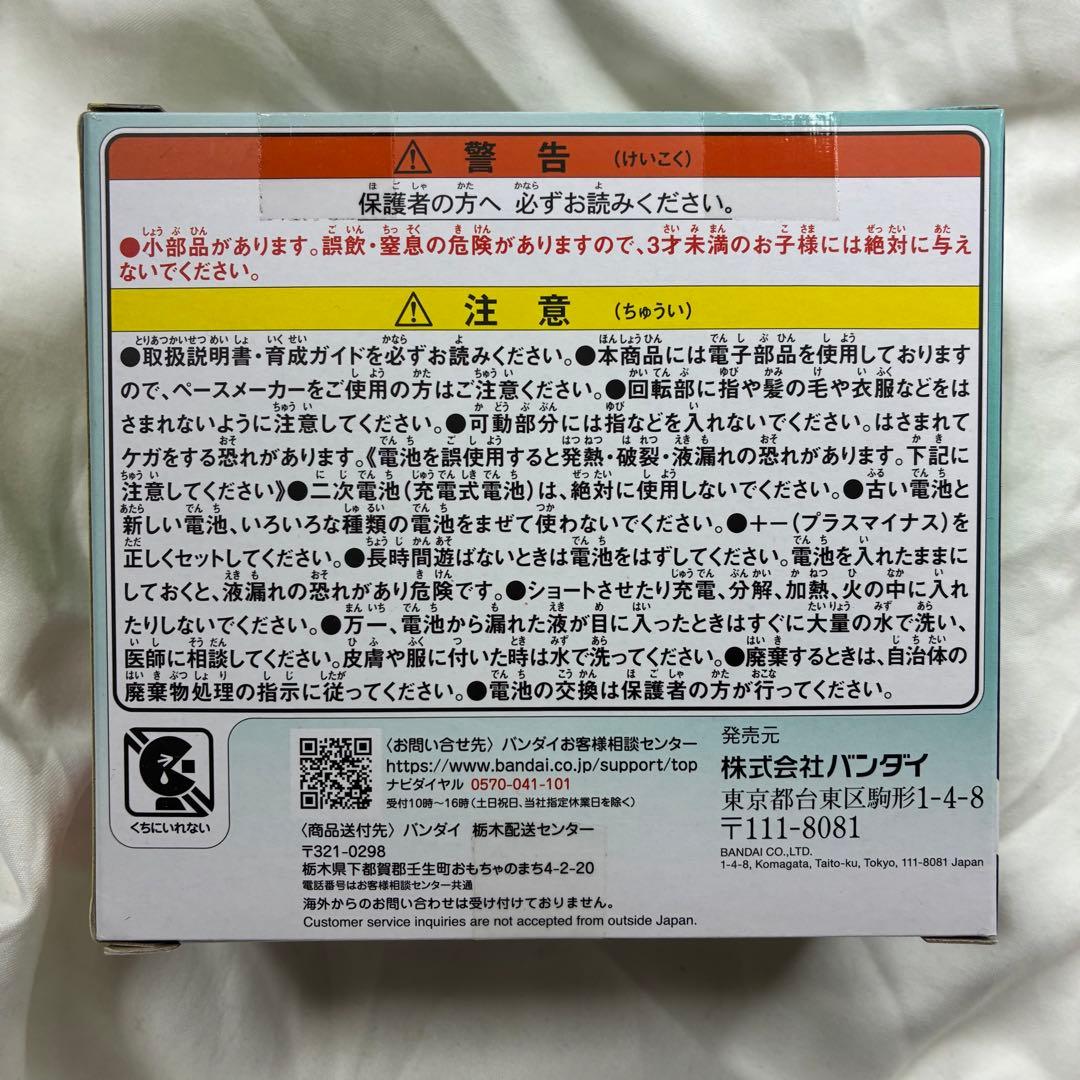 警告 (けいこく)
保護者の方へ 必ずお読みください。
●小部品があります。誤飲・窒息の危険がありますので、3才未満のお子様には絶対に与え
ないでください。
注意 (ちゅうい)
●取扱説明書・育成ガイドを必ずお読みください。●本商品には電子部品を使用しております
ので、ペースメーカーをご使用の方はご注意ください。●回転部に指や髪の毛や衣服などをは
さまれないように注意してください。●可動部分には指などを入れないでください。はさまれて
ケガをする恐れがあります。《電池を誤使用すると発熱・破裂・液漏れの恐れがあります。下記に
注意してください》●二次電池(充電式電池)は、絶対に使用しないでください。●古い電池と
新しい電池、いろいろな種類の電池をまぜて使わないでください。●+-(プラスマイナス)を
正しくセットしてください。●長時間遊ばないときは電池をはずしてください。電池を入れたままに
しておくと、液漏れの恐れがあり危険です。●ショートさせたり充電、分解、加熱、火の中に入れ
たりしないでください。●万一、電池から漏れた液が目に入ったときはすぐに大量の水で洗い、
医師に相談してください。皮膚や服に付いた時は水で洗ってください。●廃棄するときは、自治体の
廃棄物処理の指示に従ってください。●電池の交換は保護者の方が行ってください。
くちにいれない
〈お問い合せ先〉バンダイお客様相談センター
https://www.bandai.co.jp/support/top
ナビダイヤル 0570-041-101
受付10時～16時(土日祝日、当社指定休業日を除く)
〈商品送付先〉バンダイ 栃木配送センター
〒321-0298
栃木県下都賀郡壬生町おもちゃのまち4-2-20
電話番号はお客様相談センター共通
海外からのお問い合わせは受け付けておりません。
Customer service inquiries are not accepted from outside Japan.
発売元
株式会社バンダイ
東京都台東区駒形1-4-8
〒111-8081
BANDAI CO.,LTD.
1-4-8, Komagata, Taito-ku, Tokyo, 111-8081 Japan